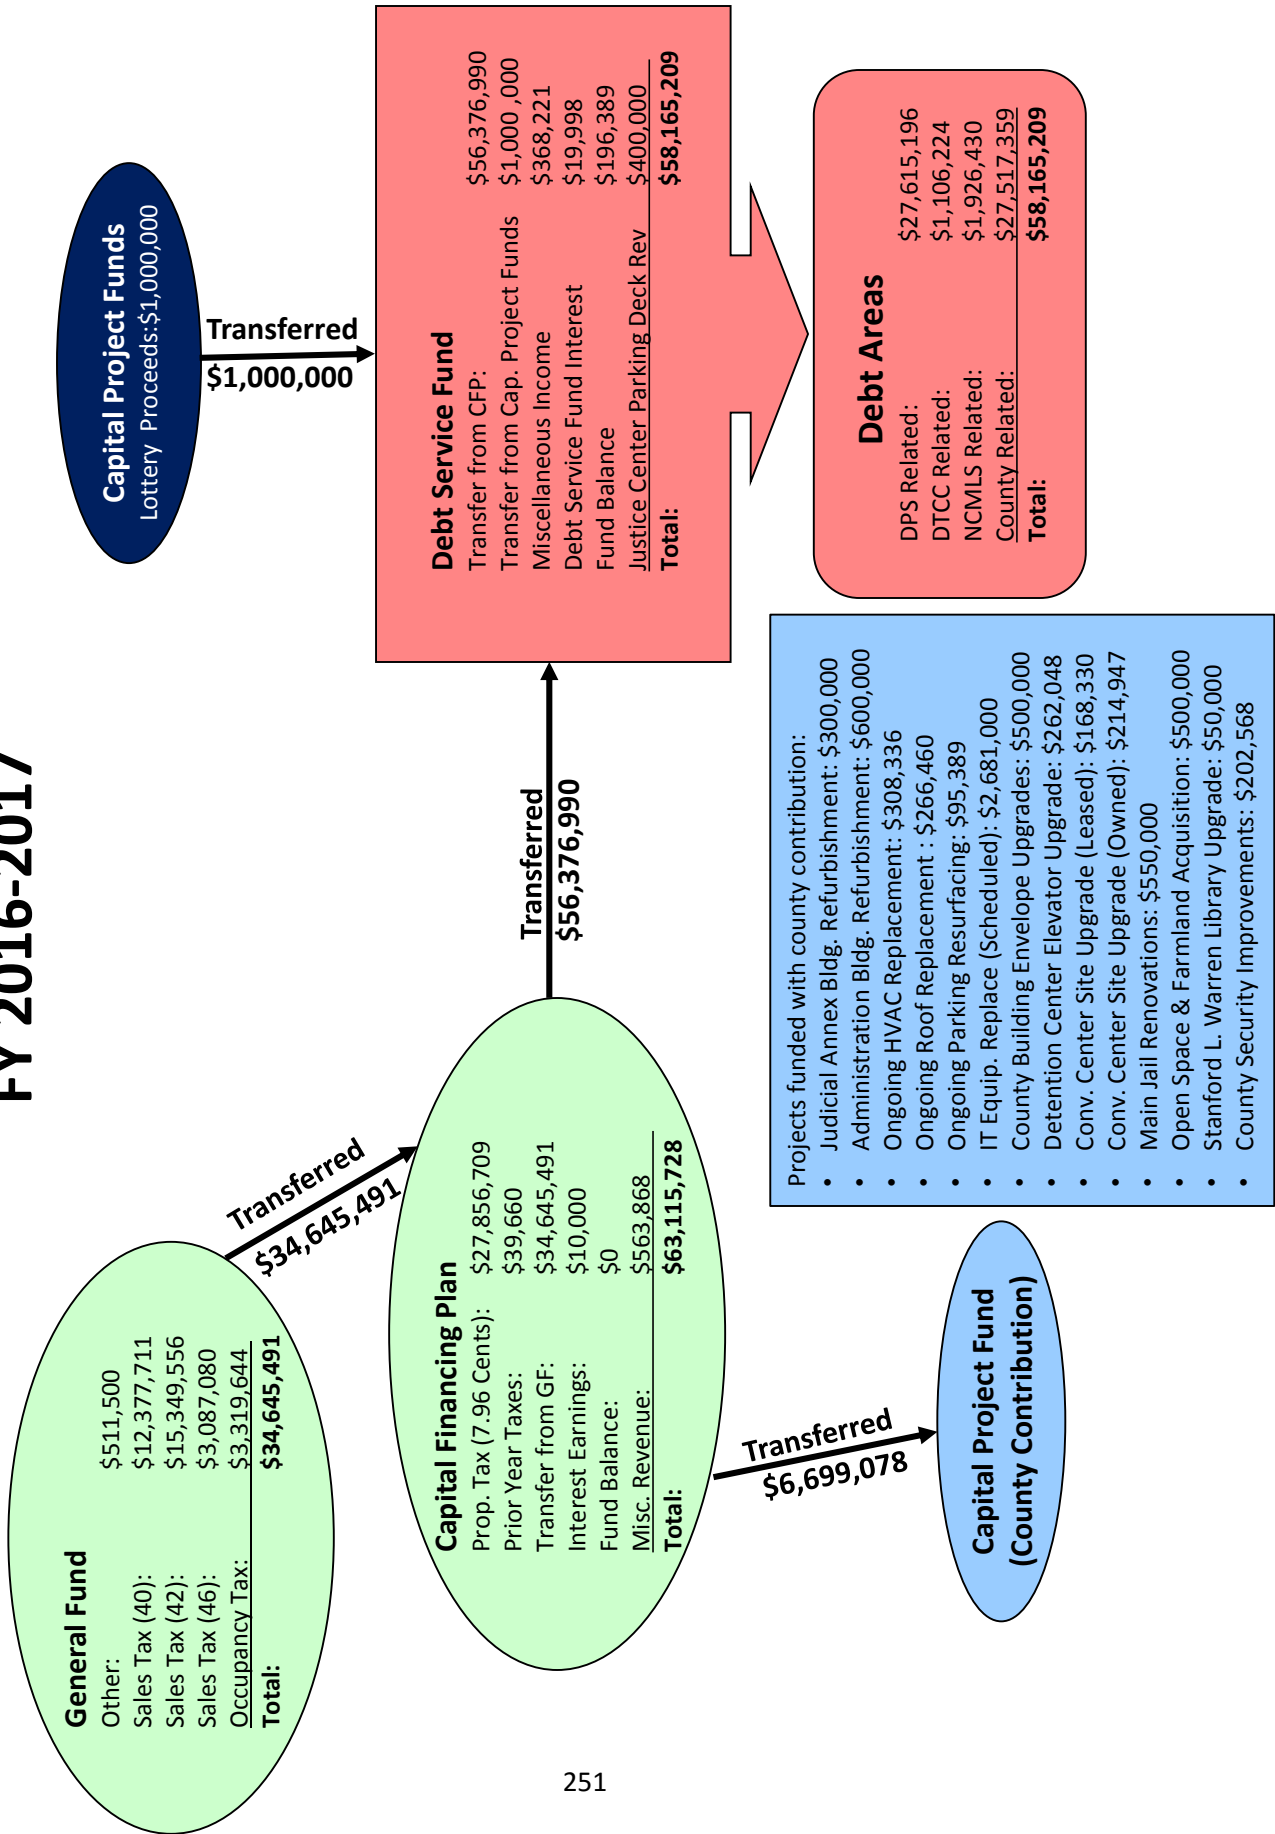 FY 2016-2017
General Fund
Other: $511,500
Sales Tax (40): $12,377,711
Sales Tax (42): $15,349,556
Sales Tax (46): $3,087,080
Occupancy Tax: $3,319,644
Total: $34,645,491
Transferred
$34,645,491
Capital Financing Plan
Prop. Tax (7.96 Cents): $27,856,709
Prior Year Taxes: $39,660
Transfer from GF: $34,645,491
Interest Earnings: $10,000
Fund Balance: $0
Misc. Revenue: $563,868
Total: $63,115,728
Transferred
$56,376,990
Transferred
$6,699,078
Capital Project Fund
(County Contribution)
Capital Project Funds
Lottery Proceeds:$1,000,000
Transferred
$1,000,000
Debt Service Fund
Transfer from CFP: $56,376,990
Transfer from Cap. Project Funds $1,000 ,000
Miscellaneous Income $368,221
Debt Service Fund Interest $19,998
Fund Balance $196,389
Justice Center Parking Deck Rev $400,000
Total: $58,165,209
Debt Areas
DPS Related: $27,615,196
DTCC Related: $1,106,224
NCMLS Related: $1,926,430
County Related: $27,517,359
Total: $58,165,209
Projects funded with county contribution:
• Judicial Annex Bldg. Refurbishment: $300,000
• Administration Bldg. Refurbishment: $600,000
• Ongoing HVAC Replacement: $308,336
• Ongoing Roof Replacement : $266,460
• Ongoing Parking Resurfacing: $95,389
• IT Equip. Replace (Scheduled): $2,681,000
• County Building Envelope Upgrades: $500,000
• Detention Center Elevator Upgrade: $262,048
• Conv. Center Site Upgrade (Leased): $168,330
• Conv. Center Site Upgrade (Owned): $214,947
• Main Jail Renovations: $550,000
• Open Space & Farmland Acquisition: $500,000
• Stanford L. Warren Library Upgrade: $50,000
• County Security Improvements: $202,568
251